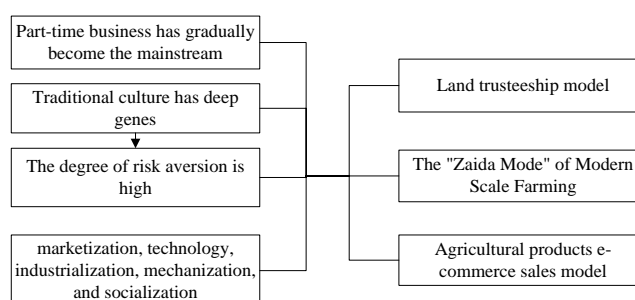 Part-time business has gradually
become the mainstream
Traditional culture has deep
genes
The degree of risk aversion is
high
marketization, technology,
industrialization, mechanization,
and socialization
Land trusteeship model
The "Zaida Mode" of Modern
Scale Farming
Agricultural products e-
commerce sales model